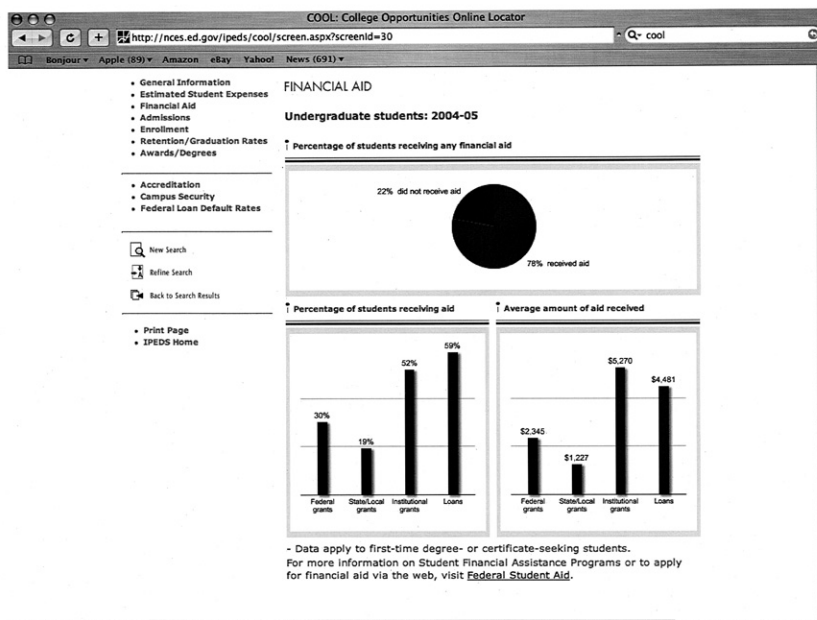 COOL: College Opportunities Online Locator
http://nces.ed.gov/ipeds/cool/screen.aspx?screenId=30
cool
Bonjour Apple (89) Amazon eBay Yahoo! News (691)
• General Information
• Estimated Student Expenses
• Financial Aid
• Admissions
• Enrollment
• Retention/Graduation Rates
• Awards/Degrees
• Accreditation
• Campus Security
• Federal Loan Default Rates
New Search
Refine Search
Back to Search Results
• Print Page
• IPEDS Home
FINANCIAL AID
Undergraduate students: 2004-05
i Percentage of students receiving any financial aid
22% did not receive aid
78% received aid
i Percentage of students receiving aid
30%
19%
52%
59%
Federal grants
State/Local grants
Institutional grants
Loans
i Average amount of aid received
$2,345
$1,227
$5,270
$4,481
Federal grants
State/Local grants
Institutional grants
Loans
- Data apply to first-time degree- or certificate-seeking students.
For more information on Student Financial Assistance Programs or to apply
for financial aid via the web, visit Federal Student Aid.